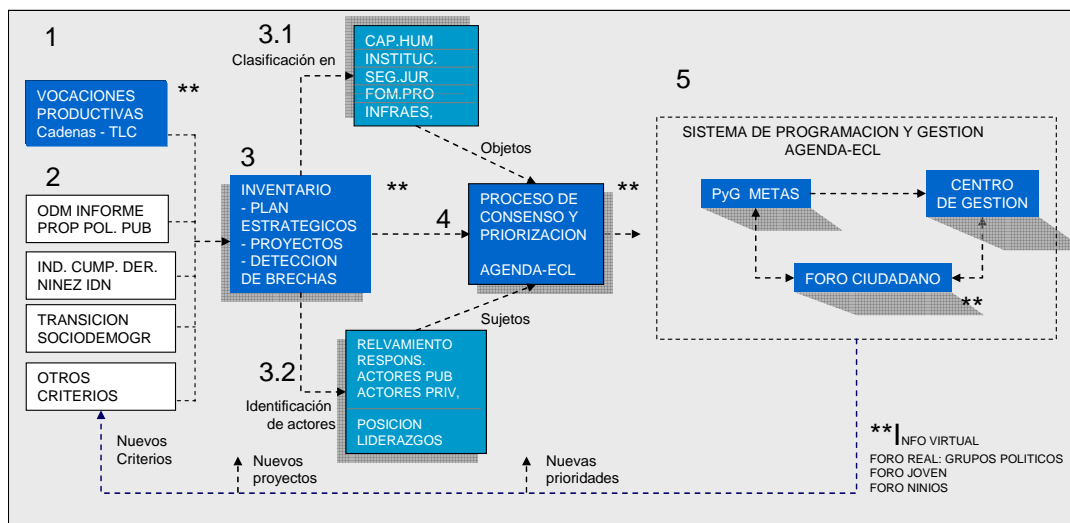 1
VOCACIONES
PRODUCTIVAS
Cadenas - TLC
**
2
ODM INFORME
PROP POL. PUB
IND. CUMP. DER.
NINEZ IDN
TRANSICION
SOCIODEMOGR
OTROS
CRITERIOS
3
INVENTARIO
- PLAN
ESTRATEGICOS
- PROYECTOS
- DETECCION
DE BRECHAS
**
3.1
Clasificación en
CAP.HUM
INSTITUC.
SEG.JUR.
FOM.PRO
INFRAES,
Objetos
3.2
Identificación
de actores
RELVAMIENTO
RESPONS.
ACTORES PUB
ACTORES PRIV,
POSICION
LIDERAZGOS
Sujetos
4
PROCESO DE
CONSENSO Y
PRIORIZACION
AGENDA-ECL
**
5
SISTEMA DE PROGRAMACION Y GESTION
AGENDA-ECL
PyG METAS
CENTRO
DE GESTION
FORO CIUDADANO
**
Nuevos
Criterios
Nuevos
proyectos
Nuevas
prioridades
**INFO VIRTUAL
FORO REAL: GRUPOS POLITICOS
FORO JOVEN
FORO NINIOS